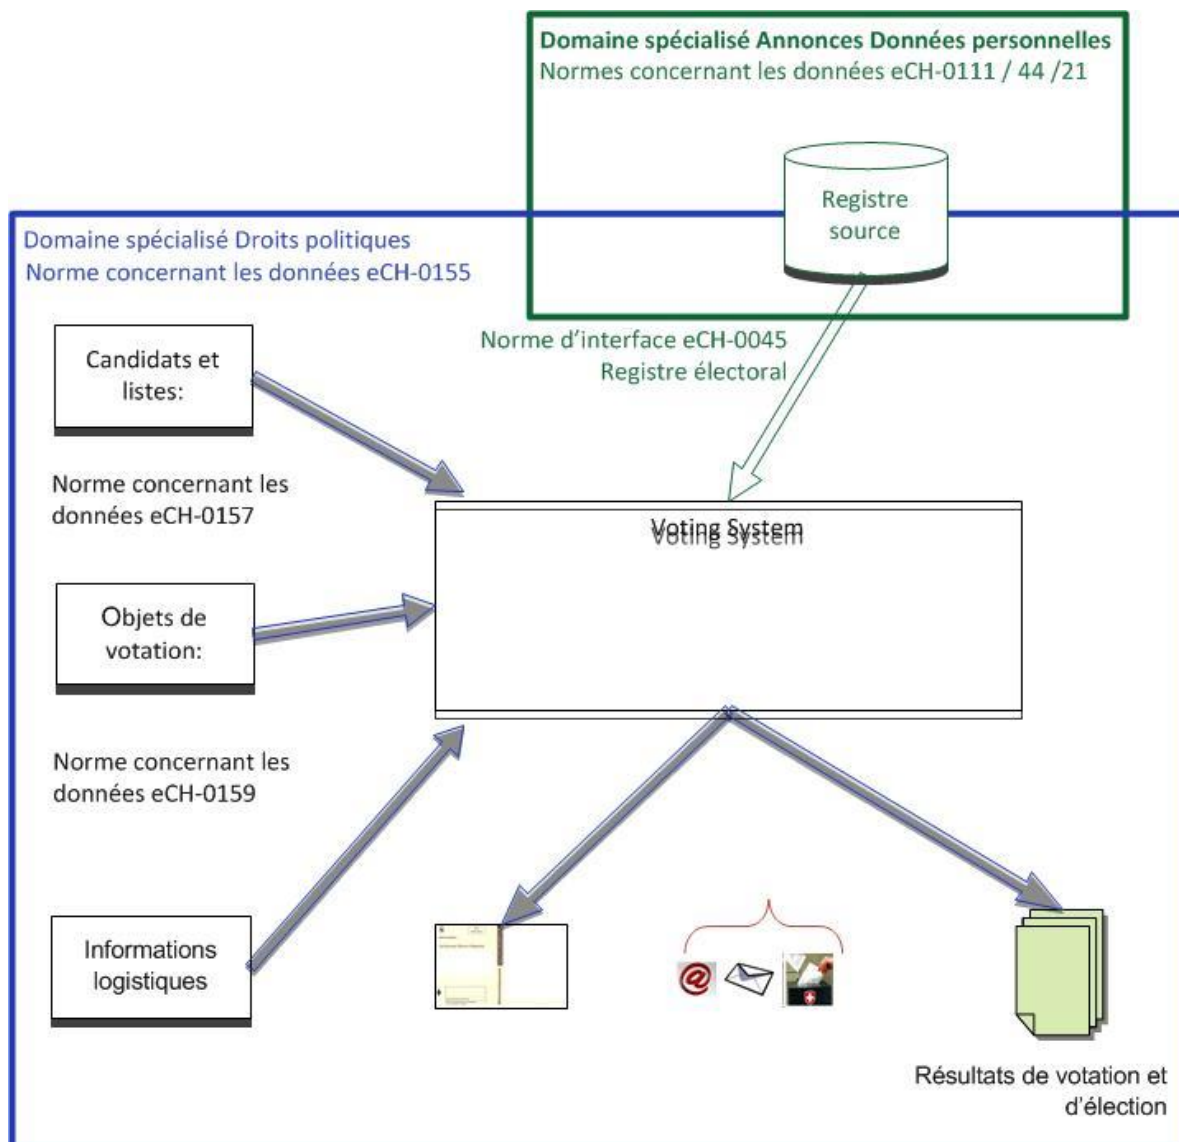 Domaine spécialisé Annonces Données personnelles
Normes concernant les données eCH-0111 / 44 /21
Registre
source
Domaine spécialisé Droits politiques
Norme concernant les données eCH-0155
Norme d'interface eCH-0045
Registre électoral
Candidats et
listes:
Norme concernant les
données eCH-0157
Voting System
Voting System
Objets de
votation:
Norme concernant les
données eCH-0159
Informations
logistiques
@
Résultats de votation et
d'élection